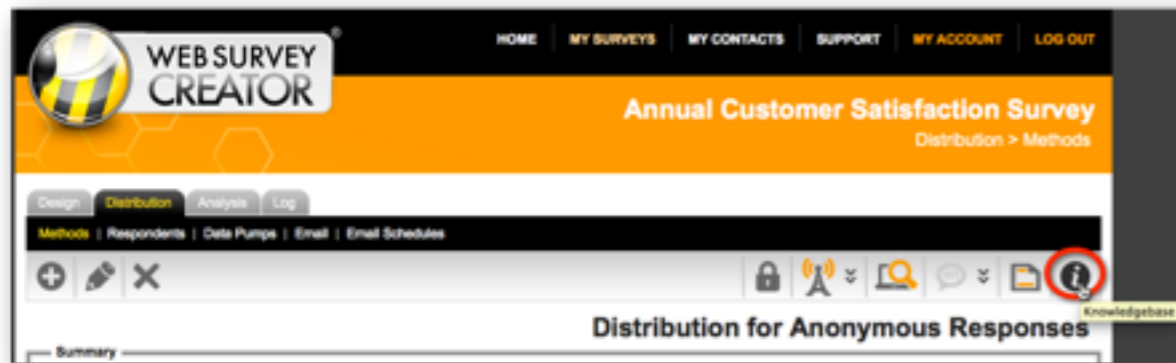 HOME MY SURVEYS MY CONTACTS SUPPORT MY ACCOUNT LOG OUT
WEB SURVEY
CREATOR
®
Annual Customer Satisfaction Survey
Distribution > Methods
Design Distribution Analysis Log
Methods | Respondents | Data Pumps | Email | Email Schedules
i
Knowledgebase
Distribution for Anonymous Responses
Summary